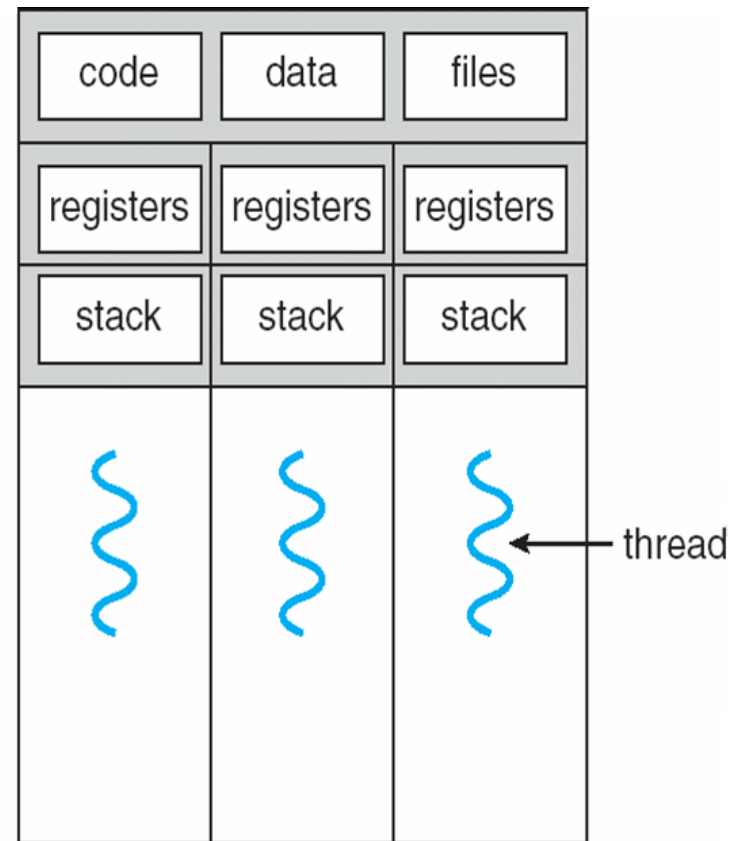 code data files
registers registers registers
stack stack stack
thread